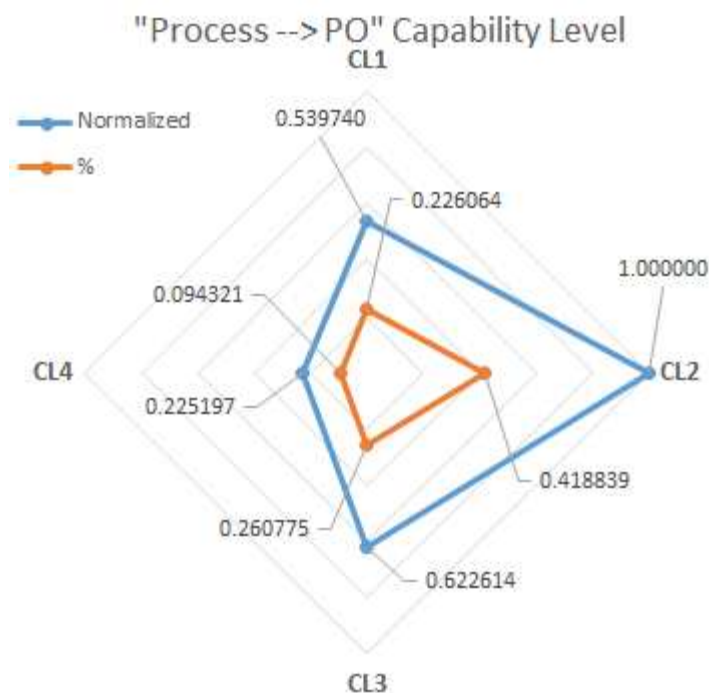 "Process --> PO" Capability Level
CL1
Normalized
%
0.539740
0.226064
1.000000
0.094321
CL4
CL2
0.225197
0.418839
0.260775
0.622614
CL3